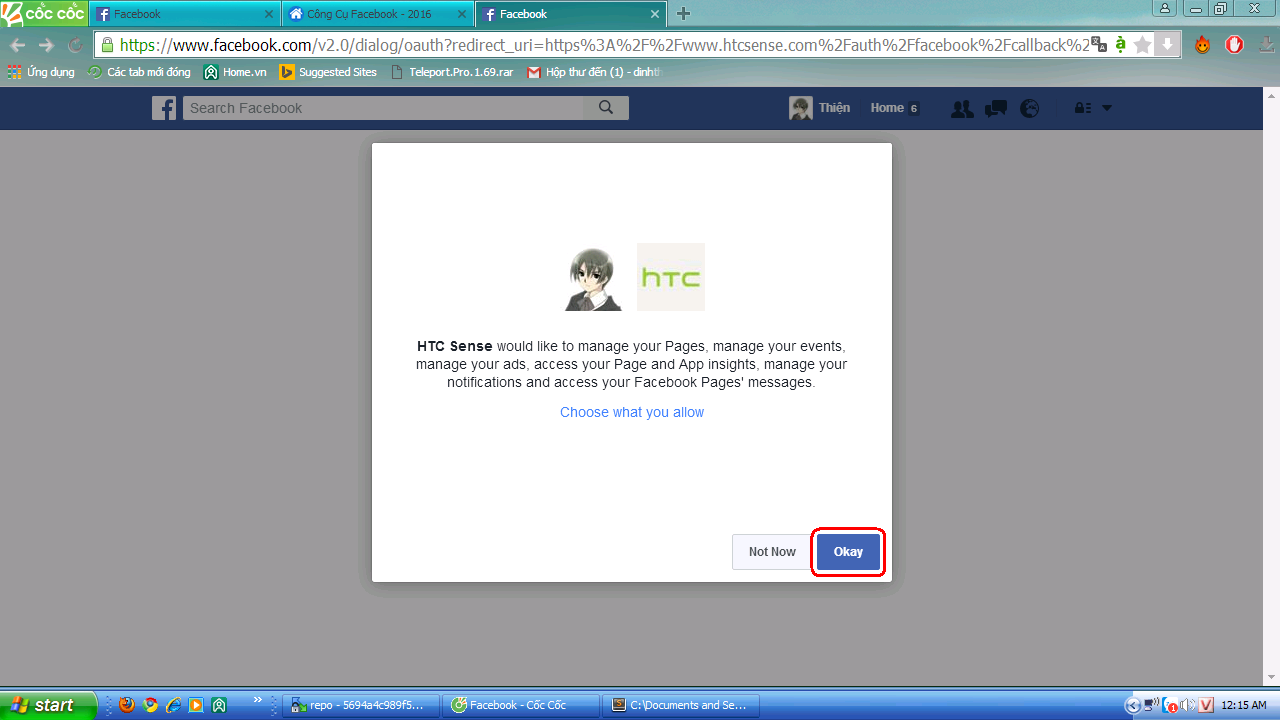 cốc cốc
Facebook
Công Cụ Facebook - 2016
Facebook
https://www.facebook.com/v2.0/dialog/oauth?redirect_uri=https%3A%2F%2Fwww.htcsense.com%2Fauth%2Ffacebook%2Fcallback%2
Ứng dụng
Các tab mới đóng
Home.vn
Suggested Sites
Teleport.Pro.1.69.rar
Hộp thư đến (1) - dinhth
Search Facebook
Thiện
Home 6
hTC
HTC Sense would like to manage your Pages, manage your events,
manage your ads, access your Page and App insights, manage your
notifications and access your Facebook Pages' messages.
Choose what you allow
Not Now
Okay
start
repo - 5694a4c989f5...
Facebook - Cốc Cốc
C:\Documents and Se...
12:15 AM